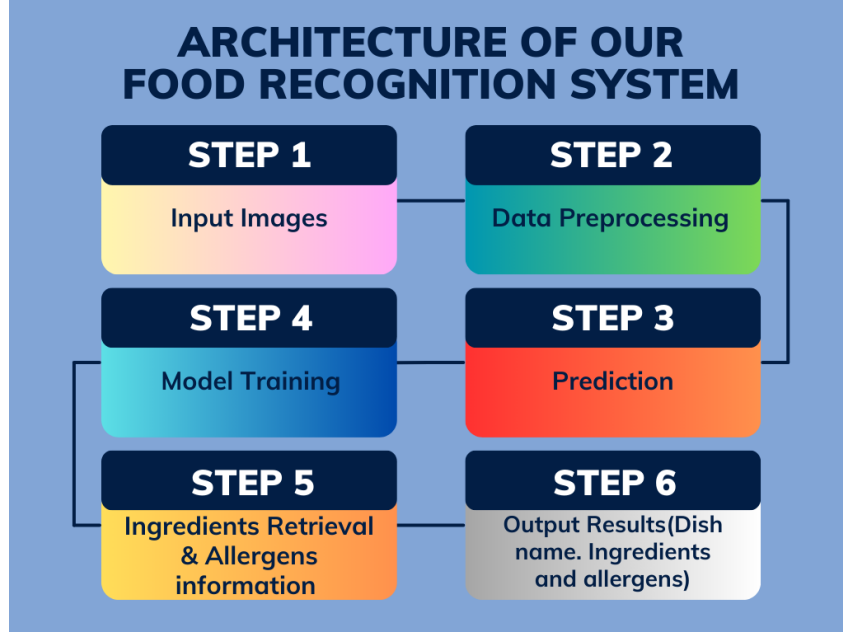 ARCHITECTURE OF OUR
FOOD RECOGNITION SYSTEM
STEP 1
Input Images
STEP 2
Data Preprocessing
STEP 3
Prediction
STEP 4
Model Training
STEP 5
Ingredients Retrieval
& Allergens
information
STEP 6
Output Results(Dish
name. Ingredients
and allergens)